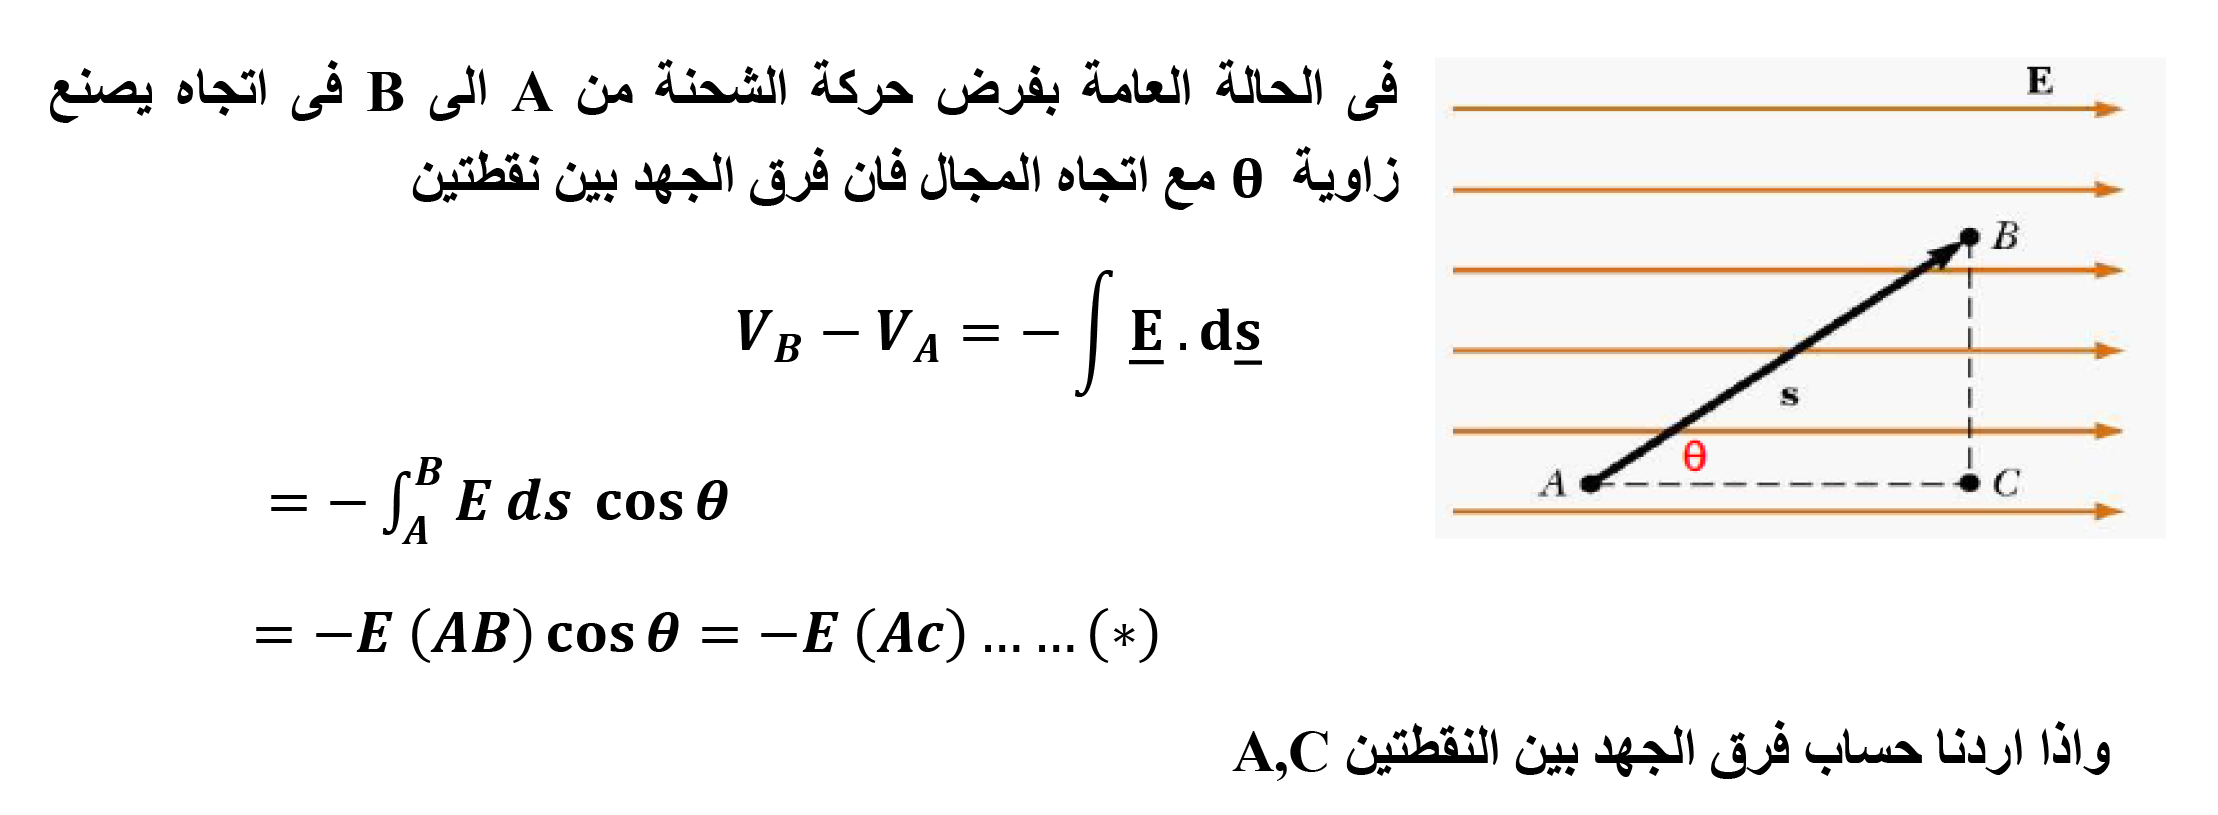 فى الحالة العامة بفرض حركة الشحنة من A الى B فى اتجاه يصنع
زاوية θ مع اتجاه المجال فان فرق الجهد بين نقطتين
V_B − V_A = − ∫ E . ds
= − ∫_A^B E ds cos θ
= −E (AB) cos θ = −E (Ac) … … (*)
واذا اردنا حساب فرق الجهد بين النقطتين A,C
E
B
s
θ
A
C